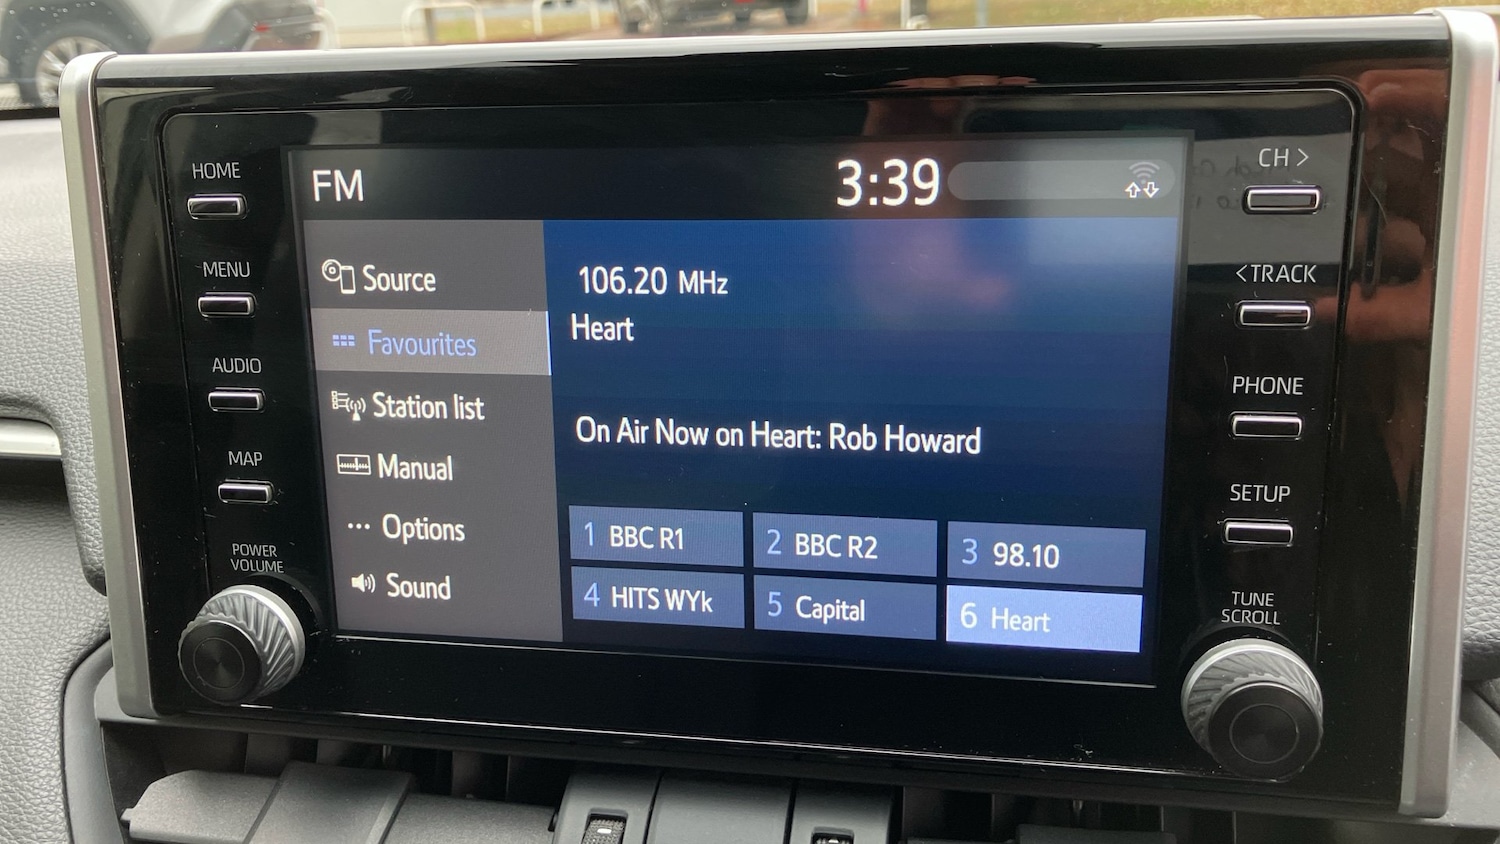 HOME
MENU
AUDIO
MAP
POWER
VOLUME
FM
3:39
Source
Favourites
Station list
Manual
Options
Sound
106.20 MHz
Heart
On Air Now on Heart: Rob Howard
1 BBC R1
2 BBC R2
3 98.10
4 HITS WYk
5 Capital
6 Heart
CH >
< TRACK
PHONE
SETUP
TUNE
SCROLL